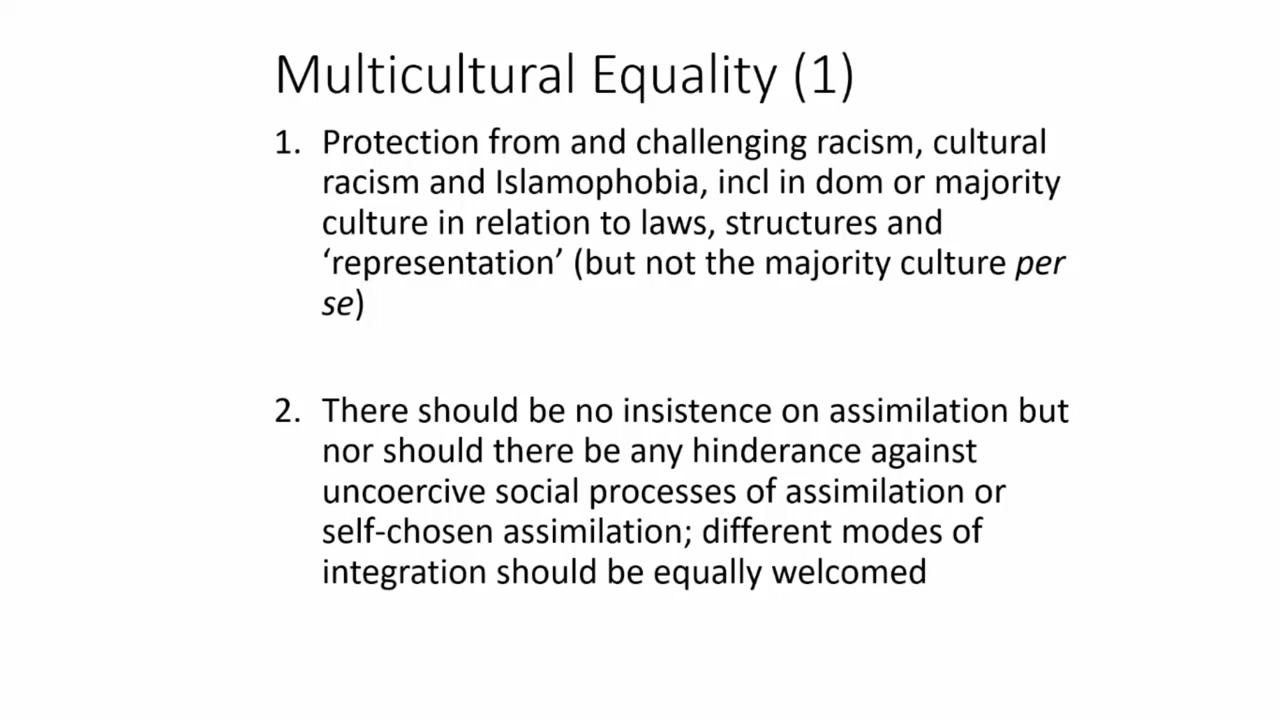 Multicultural Equality (1)
1. Protection from and challenging racism, cultural
racism and Islamophobia, incl in dom or majority
culture in relation to laws, structures and
‘representation’ (but not the majority culture per
se)
2. There should be no insistence on assimilation but
nor should there be any hinderance against
uncoercive social processes of assimilation or
self-chosen assimilation; different modes of
integration should be equally welcomed